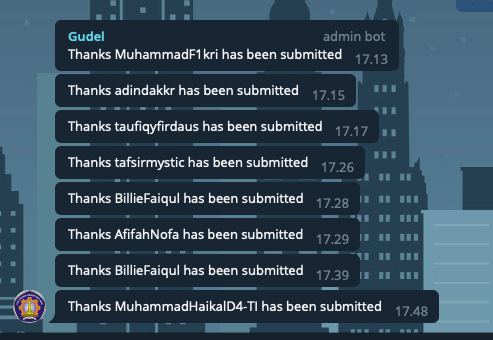 Gudel admin bot
Thanks MuhammadF1kri has been submitted 17.13
Thanks adindakkr has been submitted 17.15
Thanks taufiqyfirdaus has been submitted 17.17
Thanks tafsirmystic has been submitted 17.26
Thanks BillieFaiqul has been submitted 17.28
Thanks AfifahNofa has been submitted 17.29
Thanks BillieFaiqul has been submitted 17.39
Thanks MuhammadHaikalD4-TI has been submitted 17.48